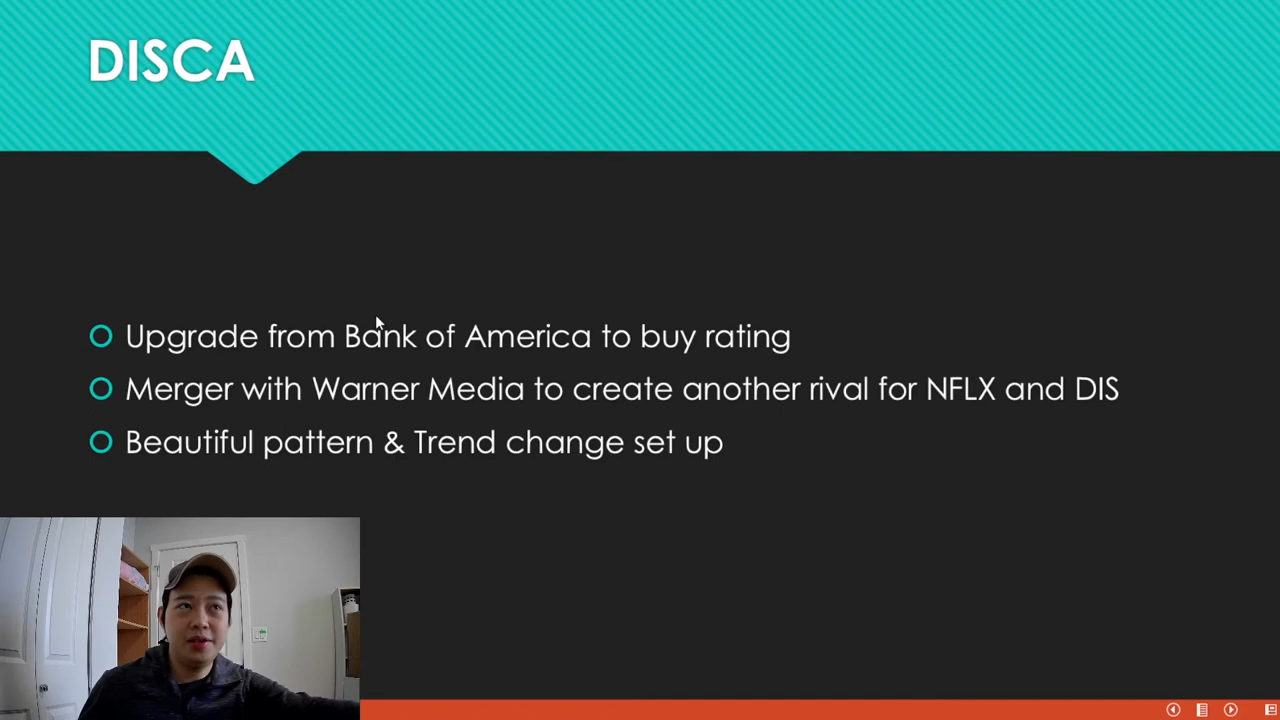 DISCA
Upgrade from Bank of America to buy rating
Merger with Warner Media to create another rival for NFLX and DIS
Beautiful pattern & Trend change set up